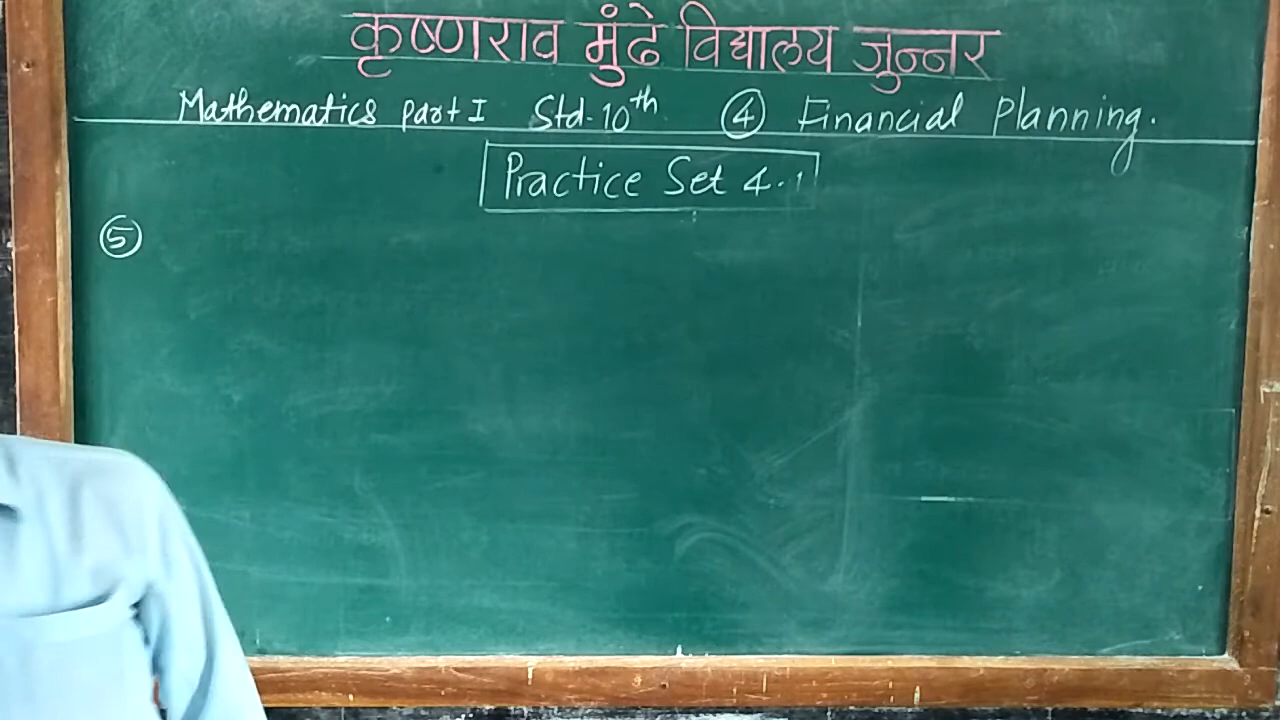 कृष्णराव मुंढे विद्यालय जुन्नर
Mathematics part I Std. 10th ④ Financial Planning.
Practice Set 4.1
⑤